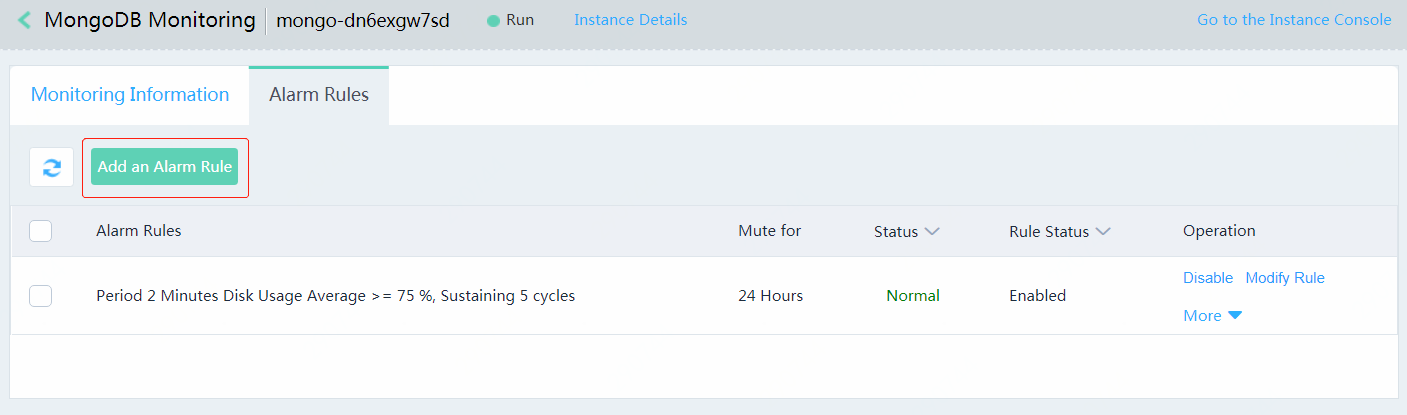 MongoDB Monitoring mongo-dn6exgw7sd Run Instance Details Go to the Instance Console
Monitoring Information Alarm Rules
Add an Alarm Rule
Alarm Rules Mute for Status Rule Status Operation
Period 2 Minutes Disk Usage Average >= 75 %, Sustaining 5 cycles 24 Hours Normal Enabled Disable Modify Rule
More